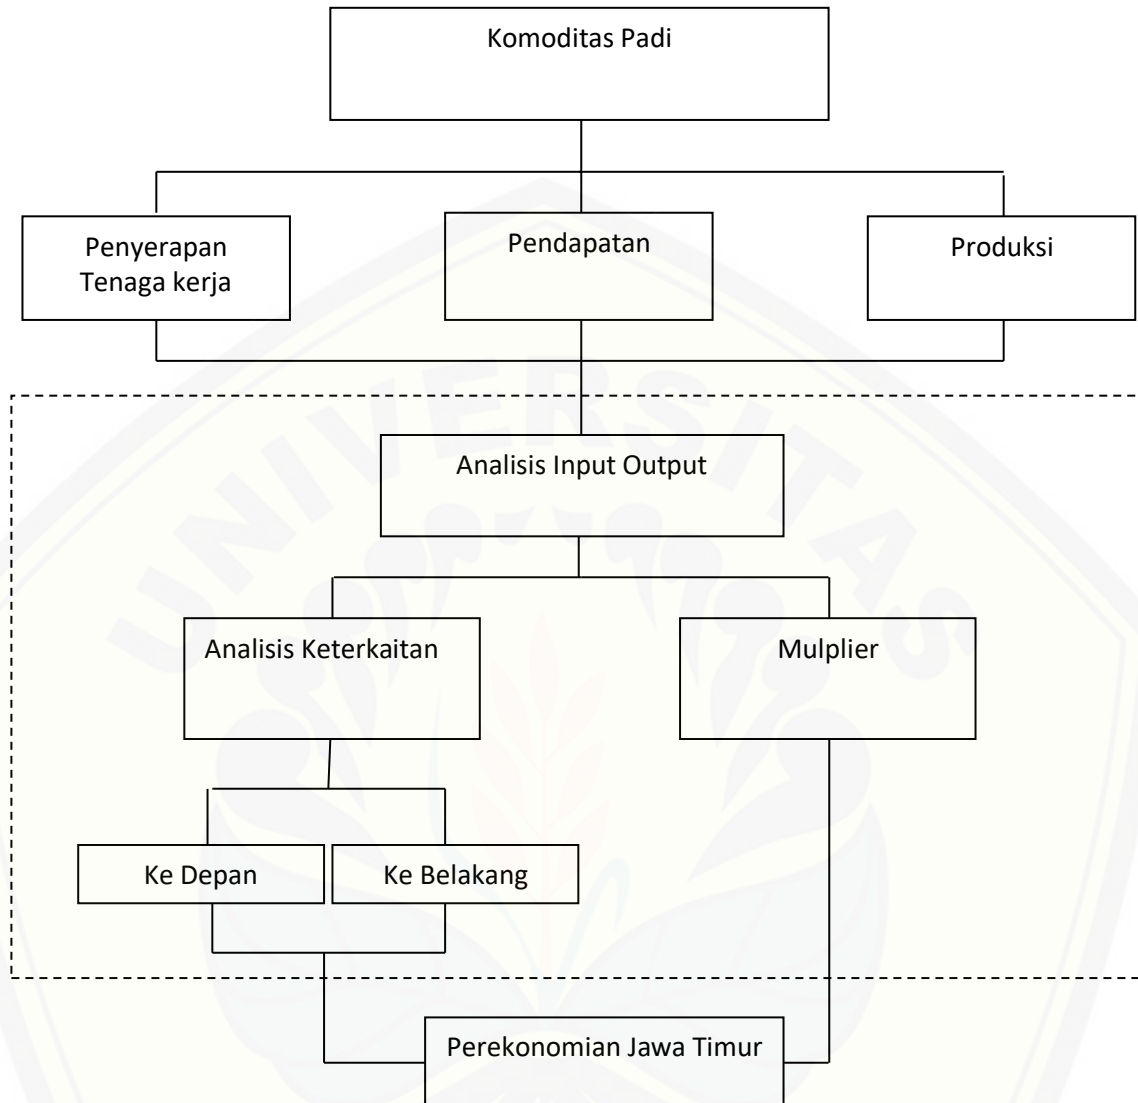 Komoditas Padi
Penyerapan
Tenaga kerja
Pendapatan
Produksi
UNIVERSITAS
Analisis Input Output
Analisis Keterkaitan
Mulplier
Ke Depan
Ke Belakang
Perekonomian Jawa Timur